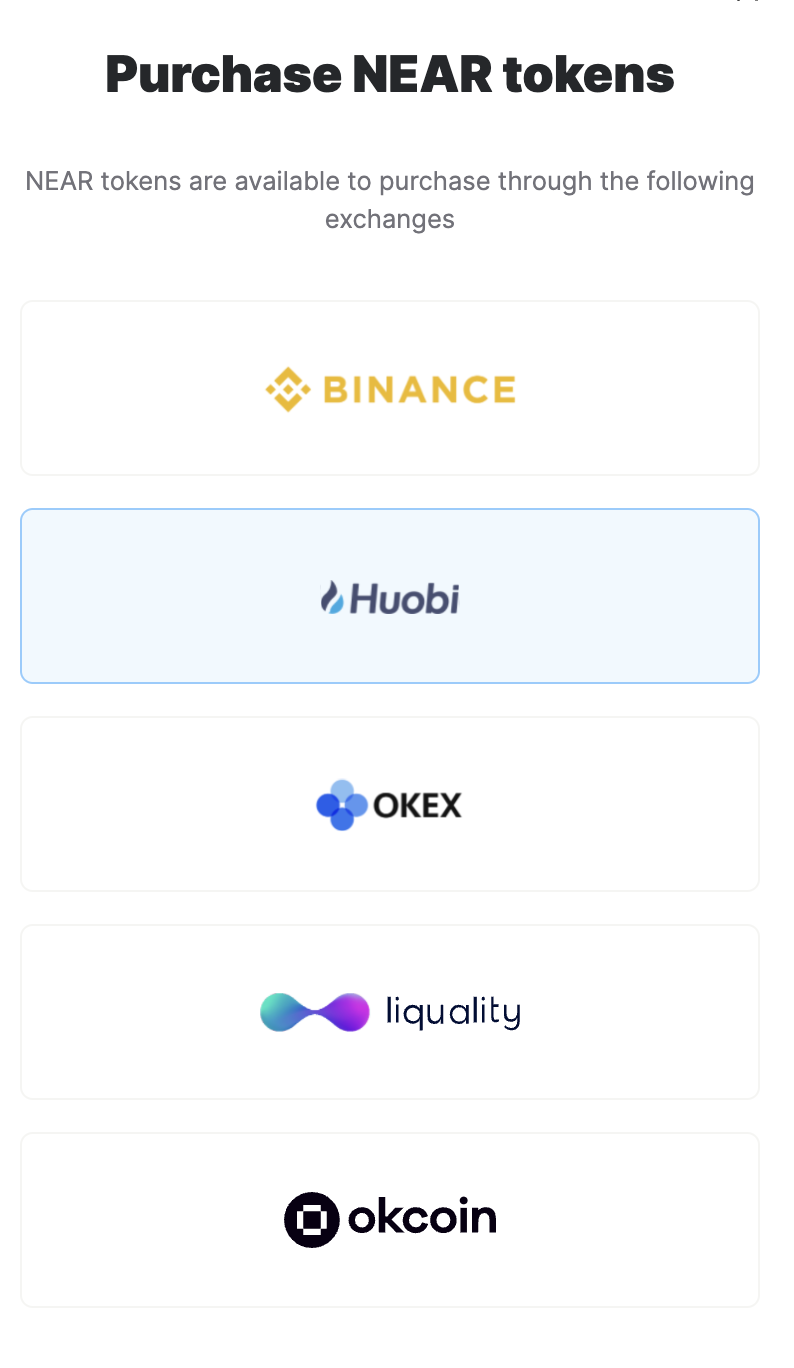 Purchase NEAR tokens
NEAR tokens are available to purchase through the following
exchanges
BINANCE
Huobi
OKEX
liquality
okcoin